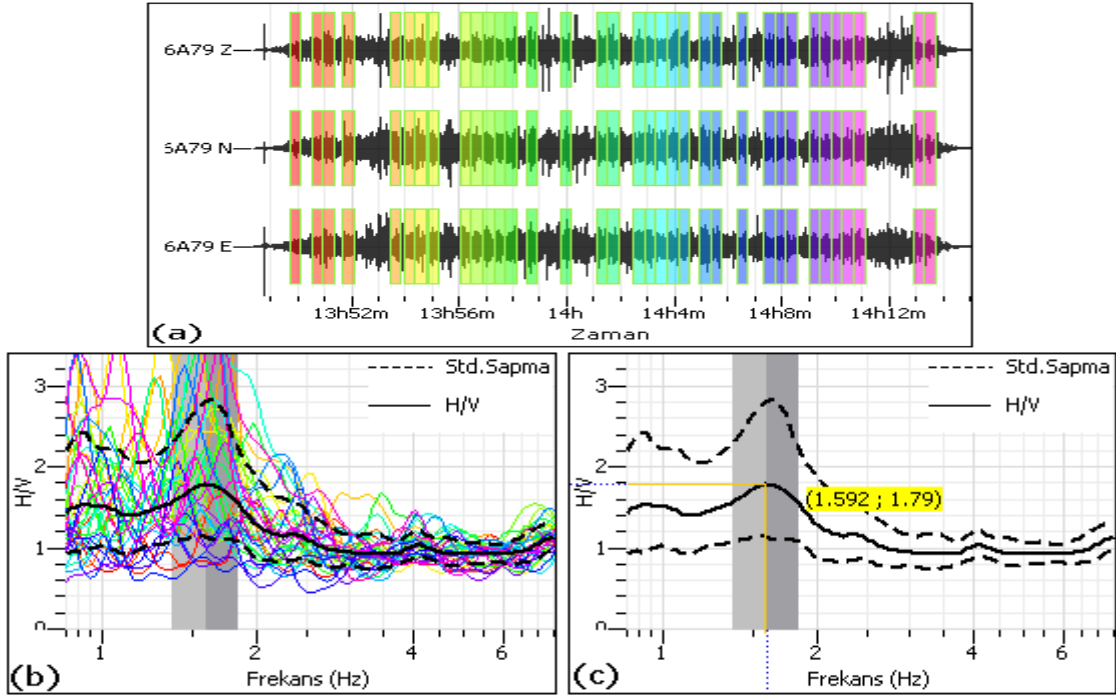 6A79 Z
6A79 N
6A79 E
13h52m 13h56m 14h 14h4m 14h8m 14h12m
Zaman
(a)
Std.Sapma
H/V
3
2
1
0
H/V
1 2 4 6
Frekans (Hz)
(b)
Std.Sapma
H/V
(1.592 ; 1.79)
3
2
1
0
H/V
1 2 4 6
Frekans (Hz)
(c)